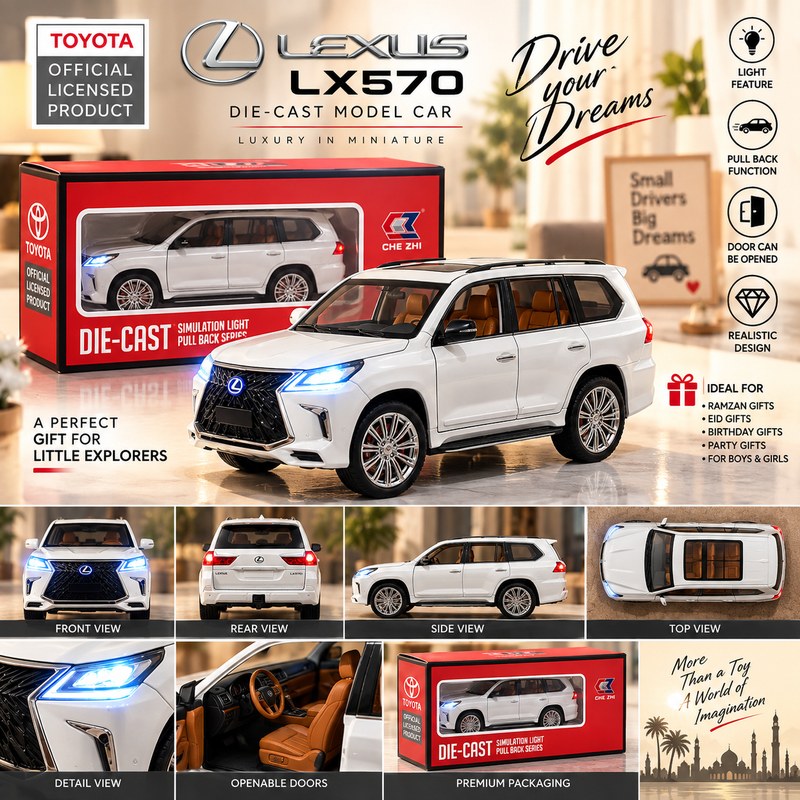 TOYOTA
OFFICIAL
LICENSED
PRODUCT
LEXUS
LX570
DIE-CAST MODEL CAR
LUXURY IN MINIATURE
Drive
your
Dreams
LIGHT
FEATURE
PULL BACK
FUNCTION
DOOR CAN
BE OPENED
REALISTIC
DESIGN
Small
Drivers
Big
Dreams
TOYOTA
OFFICIAL
LICENSED
PRODUCT
CHE ZHI
DIE-CAST
SIMULATION LIGHT
PULL BACK SERIES
A PERFECT
GIFT FOR
LITTLE EXPLORERS
IDEAL FOR
• RAMZAN GIFTS
• EID GIFTS
• BIRTHDAY GIFTS
• PARTY GIFTS
• FOR BOYS & GIRLS
FRONT VIEW
REAR VIEW
SIDE VIEW
TOP VIEW
DETAIL VIEW
OPENABLE DOORS
TOYOTA
OFFICIAL
LICENSED
PRODUCT
CHE ZHI
DIE-CAST
SIMULATION LIGHT
PULL BACK SERIES
PREMIUM PACKAGING
More
Than a Toy
A World of
Imagination